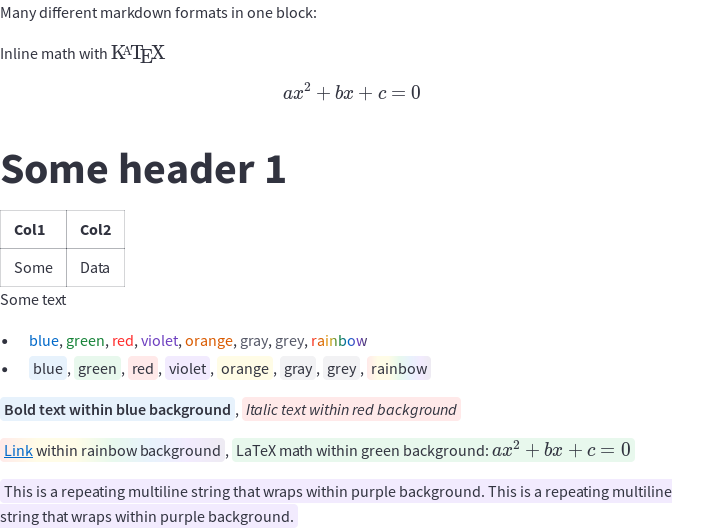 Many different markdown formats in one block:
Inline math with KATEX
ax² + bx + c = 0
Some header 1
Col1 Col2
Some Data
Some text
• blue, green, red, violet, orange, gray, grey, rainbow
• blue , green , red , violet , orange , gray , grey , rainbow
Bold text within blue background , Italic text within red background
Link within rainbow background , LaTeX math within green background: ax² + bx + c = 0
This is a repeating multiline string that wraps within purple background. This is a repeating multiline
string that wraps within purple background.